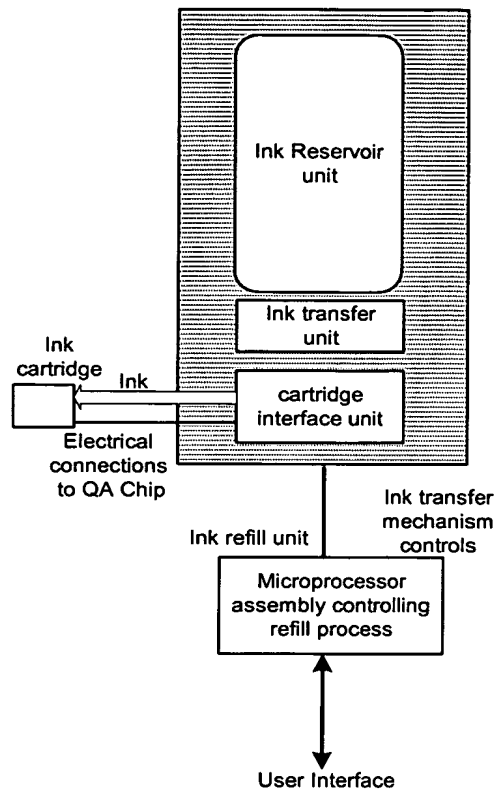 Ink Reservoir
unit
Ink transfer
unit
Ink
cartridge
Ink
cartridge
interface unit
Electrical
connections
to QA Chip
Ink transfer
mechanism
controls
Ink refill unit
Microprocessor
assembly controlling
refill process
User Interface